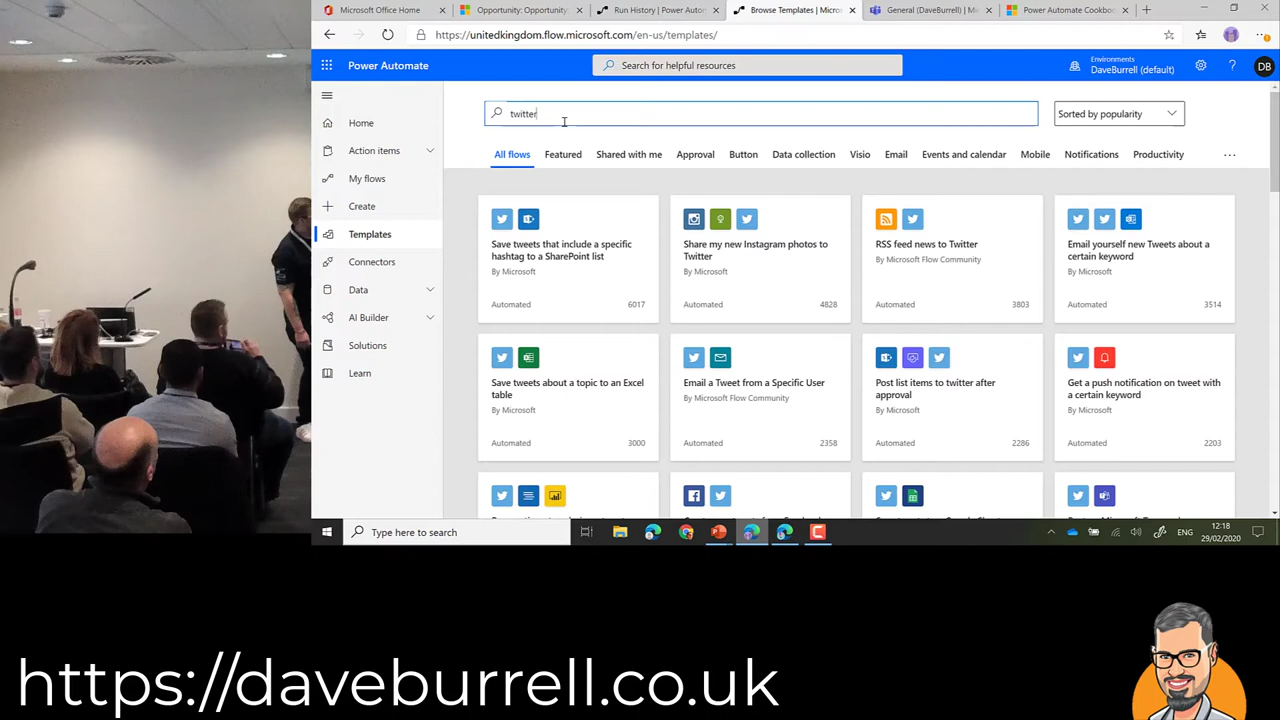 Microsoft Office Home
Opportunity: Opportunity:
Run History | Power Autom
Browse Templates | Micros
General (DaveBurrell) | Mic
Power Automate Cookbook
https://unitedkingdom.flow.microsoft.com/en-us/templates/
Power Automate
Search for helpful resources
Environments
DaveBurrell (default)
DB
Home
Action items
My flows
Create
Templates
Connectors
Data
AI Builder
Solutions
Learn
twitter
Sorted by popularity
All flows
Featured
Shared with me
Approval
Button
Data collection
Visio
Email
Events and calendar
Mobile
Notifications
Productivity
Save tweets that include a specific
hashtag to a SharePoint list
By Microsoft
Automated
6017
Share my new Instagram photos to
Twitter
By Microsoft
Automated
4828
RSS feed news to Twitter
By Microsoft Flow Community
Automated
3803
Email yourself new Tweets about a
certain keyword
By Microsoft
Automated
3514
Save tweets about a topic to an Excel
table
By Microsoft
Automated
3000
Email a Tweet from a Specific User
By Microsoft Flow Community
Automated
2358
Post list items to twitter after
approval
By Microsoft
Automated
2286
Get a push notification on tweet with
a certain keyword
By Microsoft
Automated
2203
Type here to search
ENG
12:18
29/02/2020
https://daveburrell.co.uk